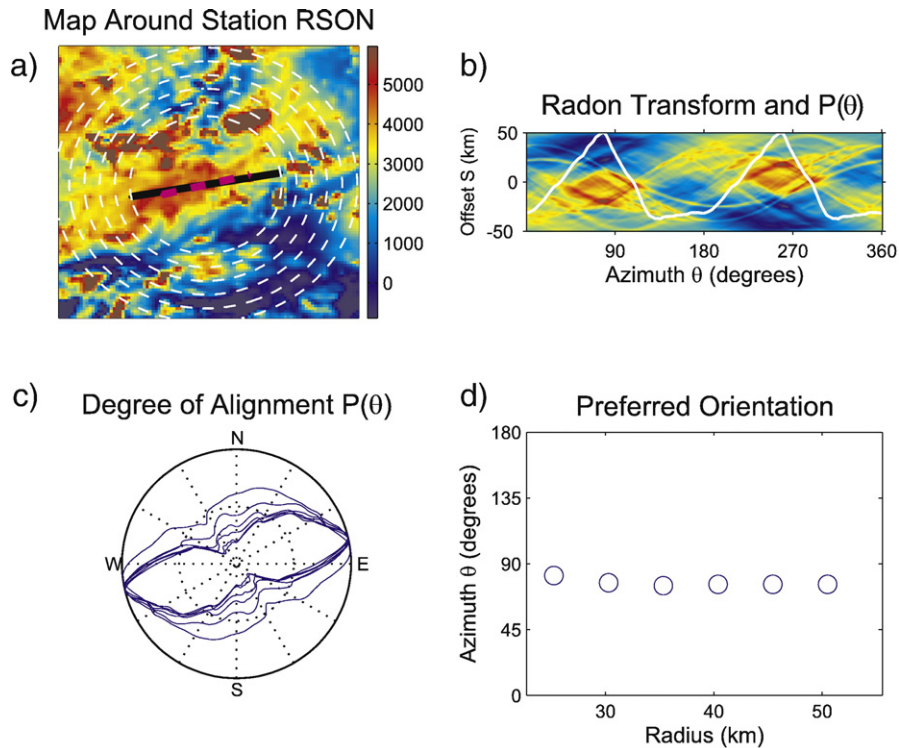 Map Around Station RSON
a)
5000
4000
3000
2000
1000
0
b)
Radon Transform and P(θ)
Offset S (km)
50
0
-50
90 180 270 360
Azimuth θ (degrees)
c)
Degree of Alignment P(θ)
N
W
E
S
d)
Preferred Orientation
Azimuth θ (degrees)
180
135
90
45
0
30 40 50
Radius (km)